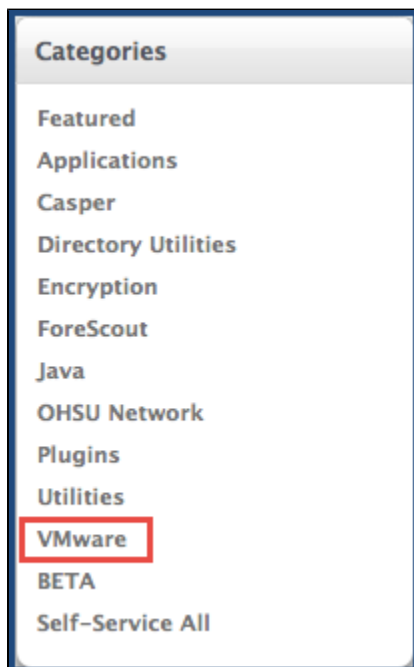 Categories
Featured
Applications
Casper
Directory Utilities
Encryption
ForeScout
Java
OHSU Network
Plugins
Utilities
VMware
BETA
Self-Service All